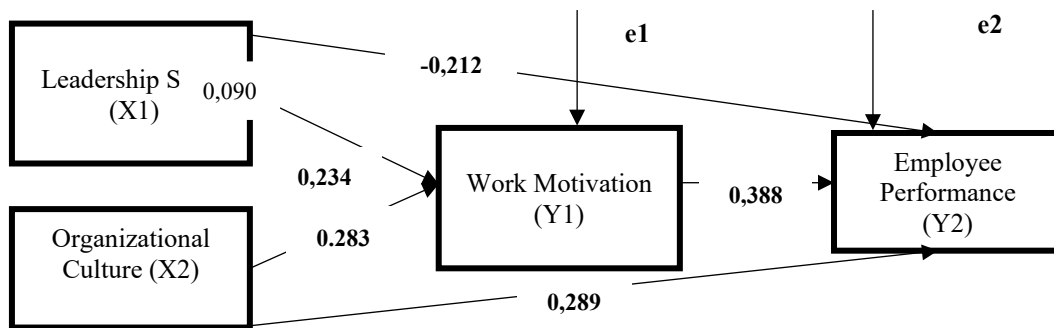 e1
e2
-0,212
Leadership S
(X1)
0,090
0,234
Organizational
Culture (X2)
0.283
Work Motivation
(Y1)
0,388
Employee
Performance
(Y2)
0,289